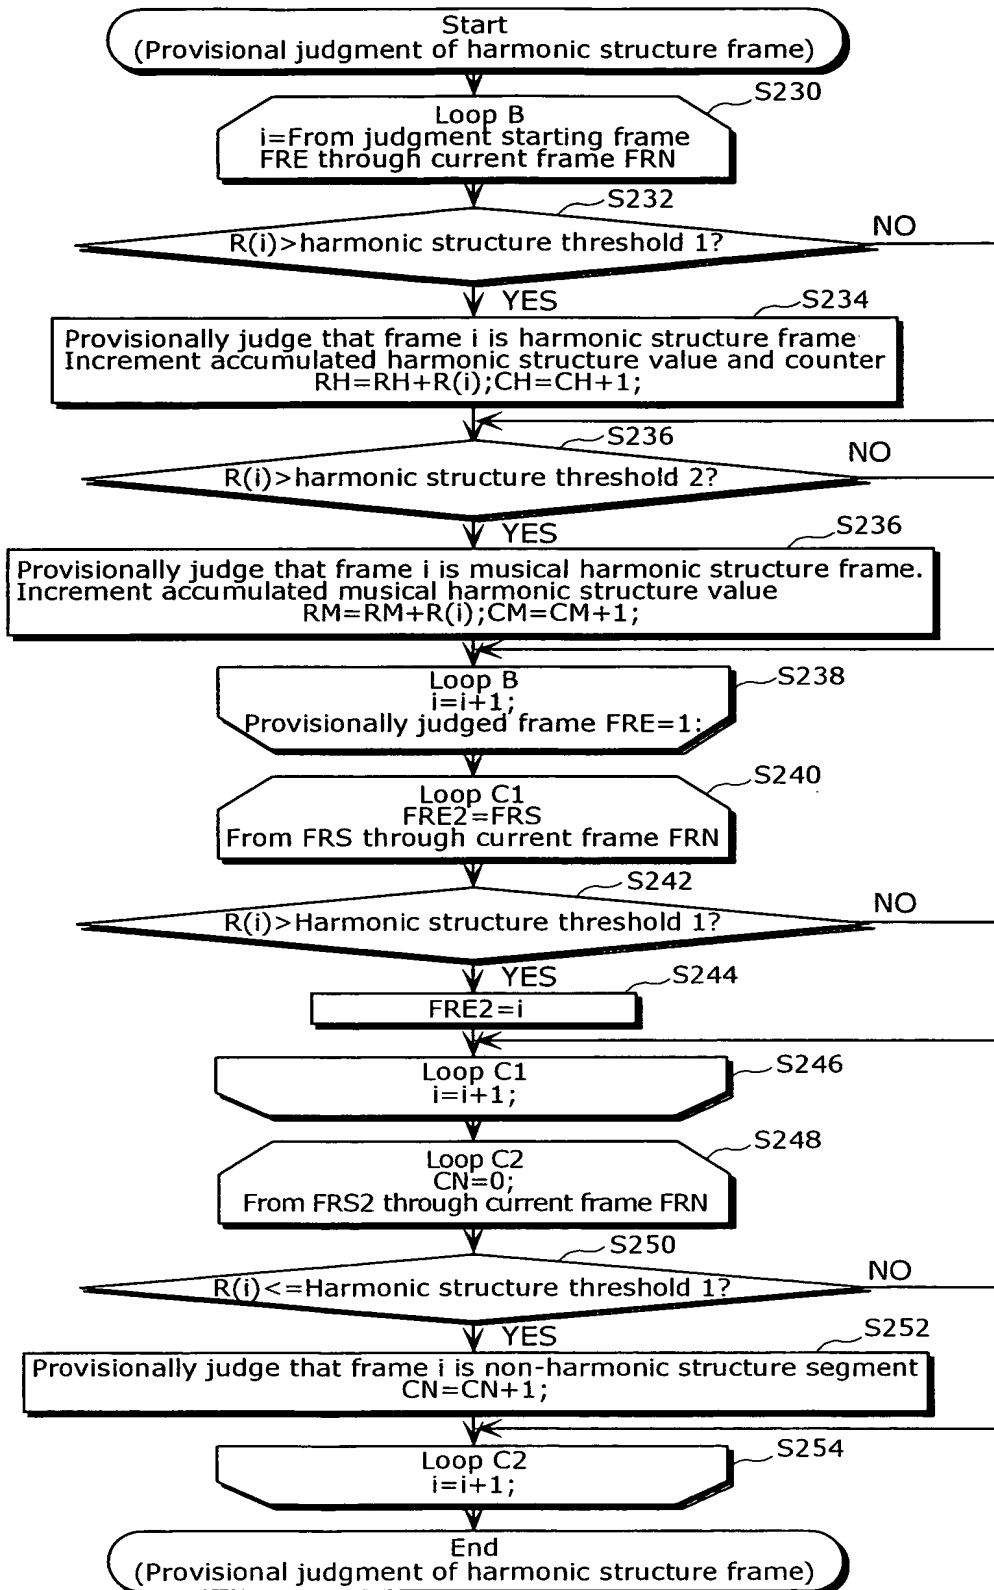 Start
(Provisional judgment of harmonic structure frame)
S230
Loop B
i=From judgment starting frame
FRE through current frame FRN
S232
R(i)>harmonic structure threshold 1?
NO
YES
S234
Provisionally judge that frame i is harmonic structure frame
Increment accumulated harmonic structure value and counter
RH=RH+R(i);CH=CH+1;
S236
R(i)>harmonic structure threshold 2?
NO
YES
S236
Provisionally judge that frame i is musical harmonic structure frame.
Increment accumulated musical harmonic structure value
RM=RM+R(i);CM=CM+1;
S238
Loop B
i=i+1;
Provisionally judged frame FRE=1:
S240
Loop C1
FRE2=FRS
From FRS through current frame FRN
S242
R(i)>Harmonic structure threshold 1?
NO
YES
S244
FRE2=i
S246
Loop C1
i=i+1;
S248
Loop C2
CN=0;
From FRS2 through current frame FRN
S250
R(i)<=Harmonic structure threshold 1?
NO
YES
S252
Provisionally judge that frame i is non-harmonic structure segment
CN=CN+1;
S254
Loop C2
i=i+1;
End
(Provisional judgment of harmonic structure frame)